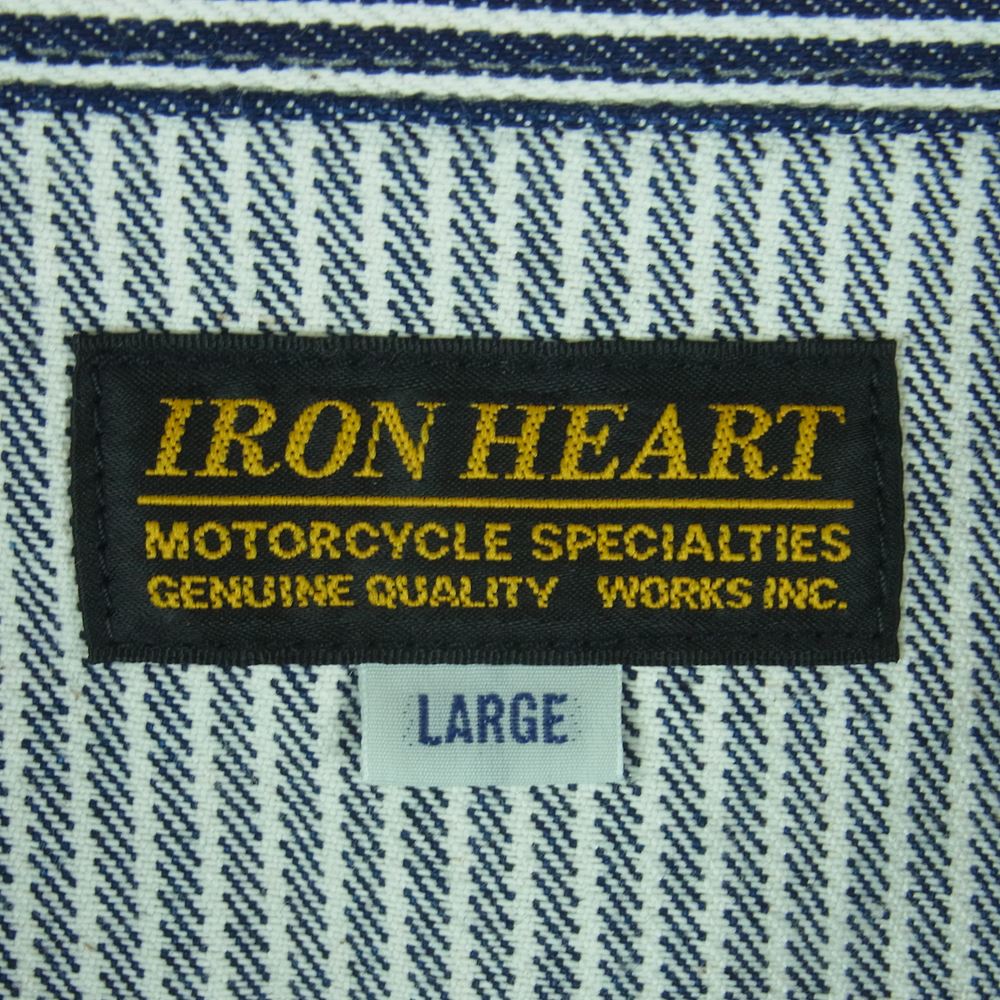 IRON HEART
MOTORCYCLE SPECIALTIES
GENUINE QUALITY WORKS INC.
LARGE